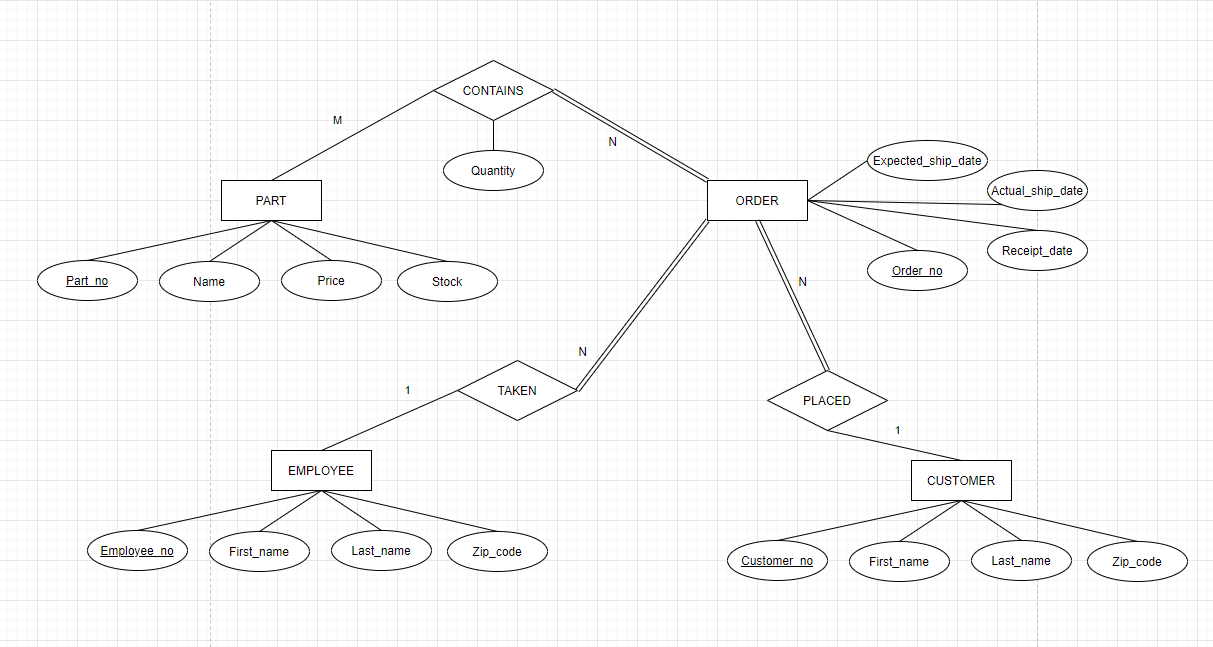 CONTAINS
M
N
Quantity
Expected_ship_date
Actual_ship_date
PART
ORDER
Receipt_date
Order_no
Part_no
Name
Price
Stock
N
N
1
TAKEN
PLACED
1
EMPLOYEE
CUSTOMER
Employee_no
First_name
Last_name
Zip_code
Customer_no
First_name
Last_name
Zip_code